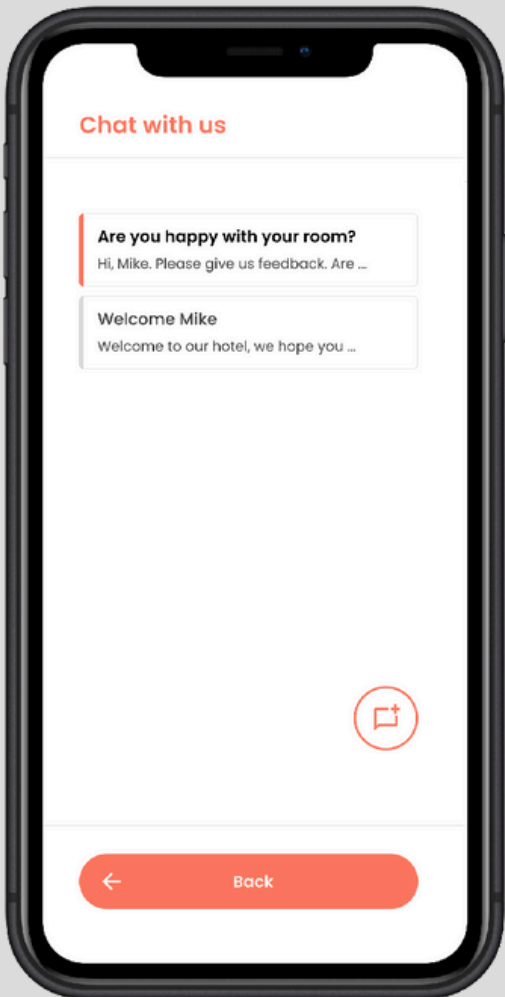 Chat with us
Are you happy with your room?
Hi, Mike. Please give us feedback. Are ...
Welcome Mike
Welcome to our hotel, we hope you ...
Back